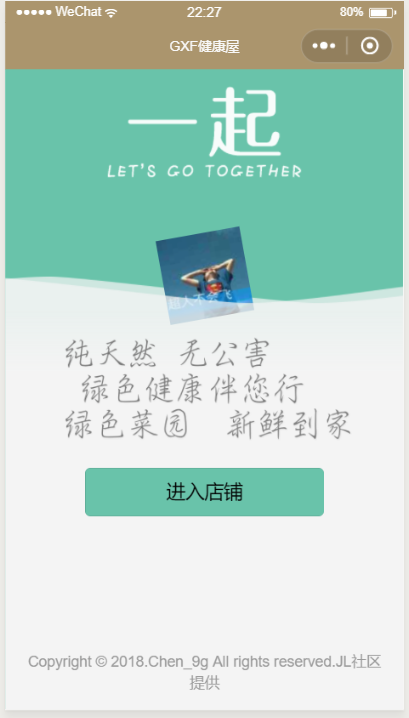 WeChat 22:27 80%
GXF健康屋
一起
LET'S GO TOGETHER
纯天然 无公害
绿色健康伴您行
绿色菜园 新鲜到家
进入店铺
Copyright © 2018.Chen_9g All rights reserved.JL社区
提供